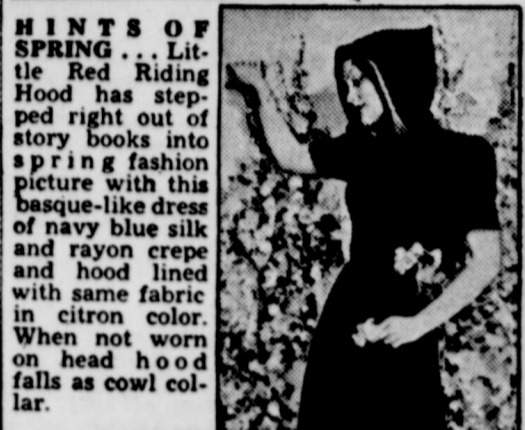 HINTS OF
SPRING . . . Lit-
tle Red Riding
Hood has step-
ped right out of
story books into
spring fashion
picture with this
basque-like dress
of navy blue silk
and rayon crepe
and hood lined
with same fabric
in citron color.
When not worn
on head hood
falls as cowl col-
lar.